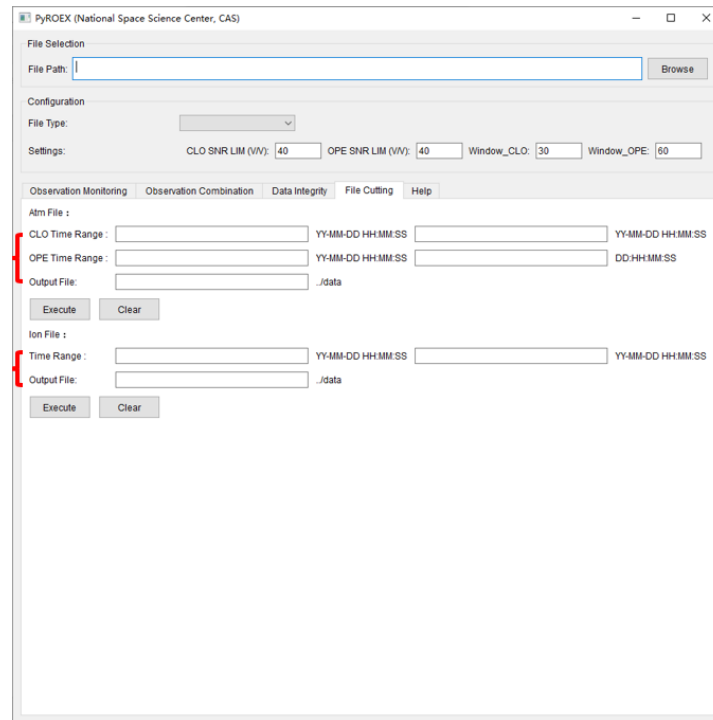 PyROEX (National Space Science Center, CAS)
File Selection
File Path: Browse
Configuration
File Type:
Settings: CLO SNR LIM (V/V): 40 OPE SNR LIM (V/V): 40 Window_CLO: 30 Window_OPE: 60
Observation Monitoring Observation Combination Data Integrity File Cutting Help
Atm File :
CLO Time Range : YY-MM-DD HH:MM:SS YY-MM-DD HH:MM:SS
OPE Time Range : YY-MM-DD HH:MM:SS DD:HH:MM:SS
Output File: ../data
Execute Clear
Ion File :
Time Range : YY-MM-DD HH:MM:SS YY-MM-DD HH:MM:SS
Output File: ../data
Execute Clear